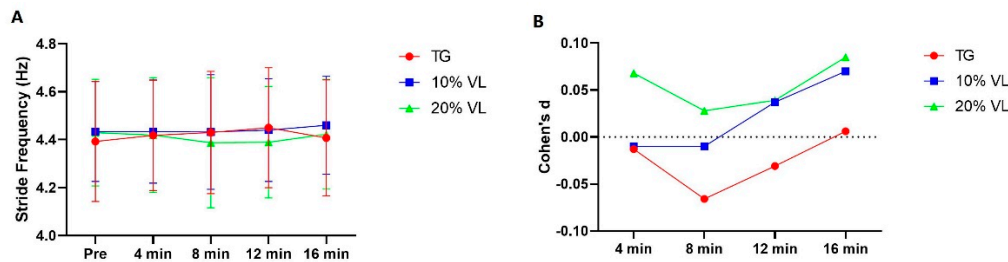 A
Stride Frequency (Hz)
4.8
4.6
4.4
4.2
4.0
Pre 4 min 8 min 12 min 16 min
TG
10% VL
20% VL
B
Cohen's d
0.10
0.05
0.00
-0.05
-0.10
4 min 8 min 12 min 16 min
TG
10% VL
20% VL